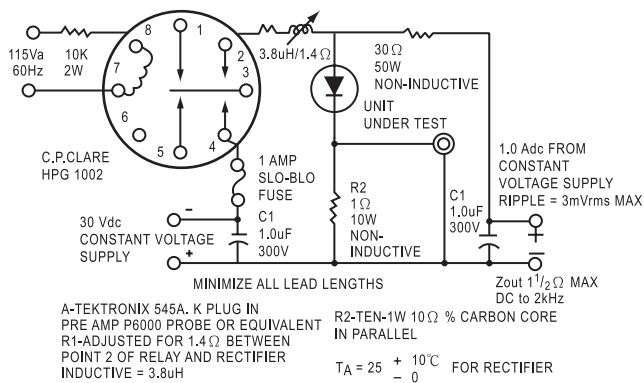 115Va
60Hz
10K
2W
8
1
2
7
3
6
5
4
3.8uH/1.4Ω
30Ω
50W
NON-INDUCTIVE
UNIT
UNDER TEST
C.P.CLARE
HPG 1002
1 AMP
SLO-BLO
FUSE
1.0 Adc FROM
CONSTANT
VOLTAGE SUPPLY
RIPPLE = 3mVrms MAX
R2
1Ω
10W
NON-
INDUCTIVE
C1
1.0uF
300V
−
30 Vdc
CONSTANT VOLTAGE
SUPPLY
+
C1
1.0uF
300V
+
−
MINIMIZE ALL LEAD LENGTHS
Zout 1 1/2 Ω MAX
DC to 2kHz
A-TEKTRONIX 545A. K PLUG IN
PRE AMP P6000 PROBE OR EQUIVALENT
R1-ADJUSTED FOR 1.4Ω BETWEEN
POINT 2 OF RELAY AND RECTIFIER
INDUCTIVE = 3.8uH
R2-TEN-1W 10Ω % CARBON CORE
IN PARALLEL
TA = 25 + 10℃ − 0 FOR RECTIFIER